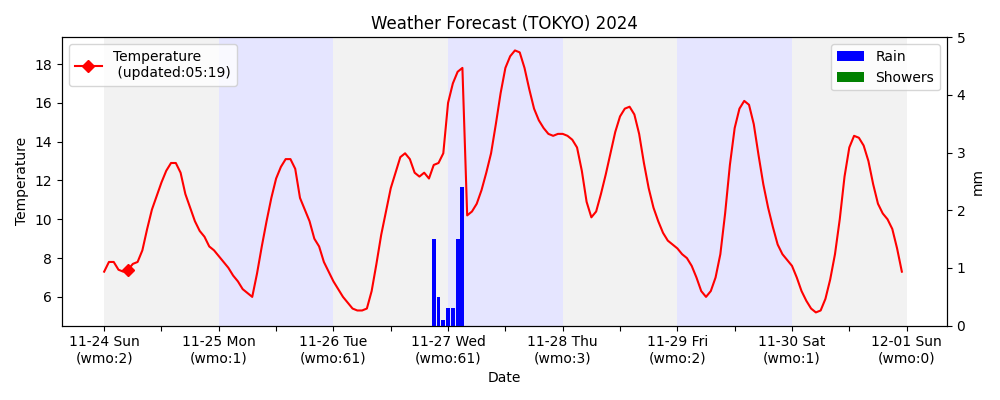 Weather Forecast (TOKYO) 2024
Temperature
(updated:05:19)
Rain
Showers
18
16
14
12
10
8
6
Temperature
5
4
3
2
1
0
mm
11-24 Sun 11-25 Mon 11-26 Tue 11-27 Wed 11-28 Thu 11-29 Fri 11-30 Sat 12-01 Sun
(wmo:2) (wmo:1) (wmo:61) (wmo:61) (wmo:3) (wmo:2) (wmo:1) (wmo:0)
Date